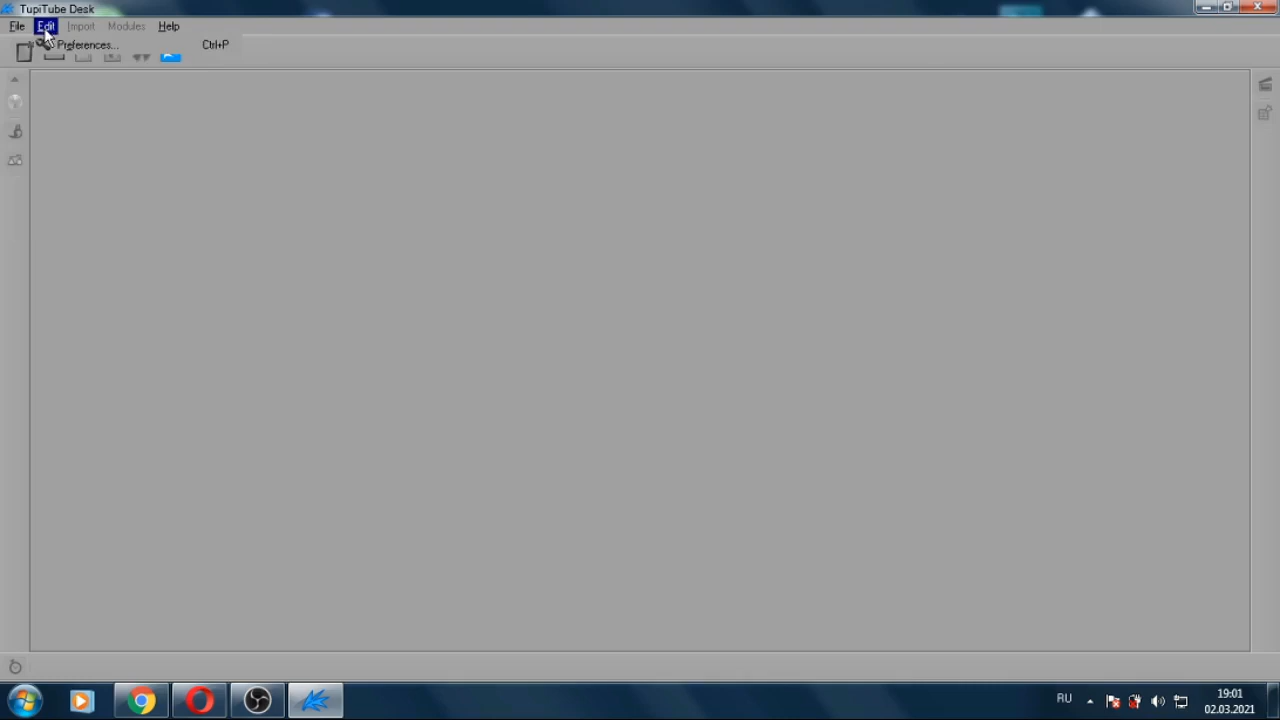 TupiTube Desk
File Edit Import Modules Help
Preferences... Ctrl+P
RU 19:01
02.03.2021